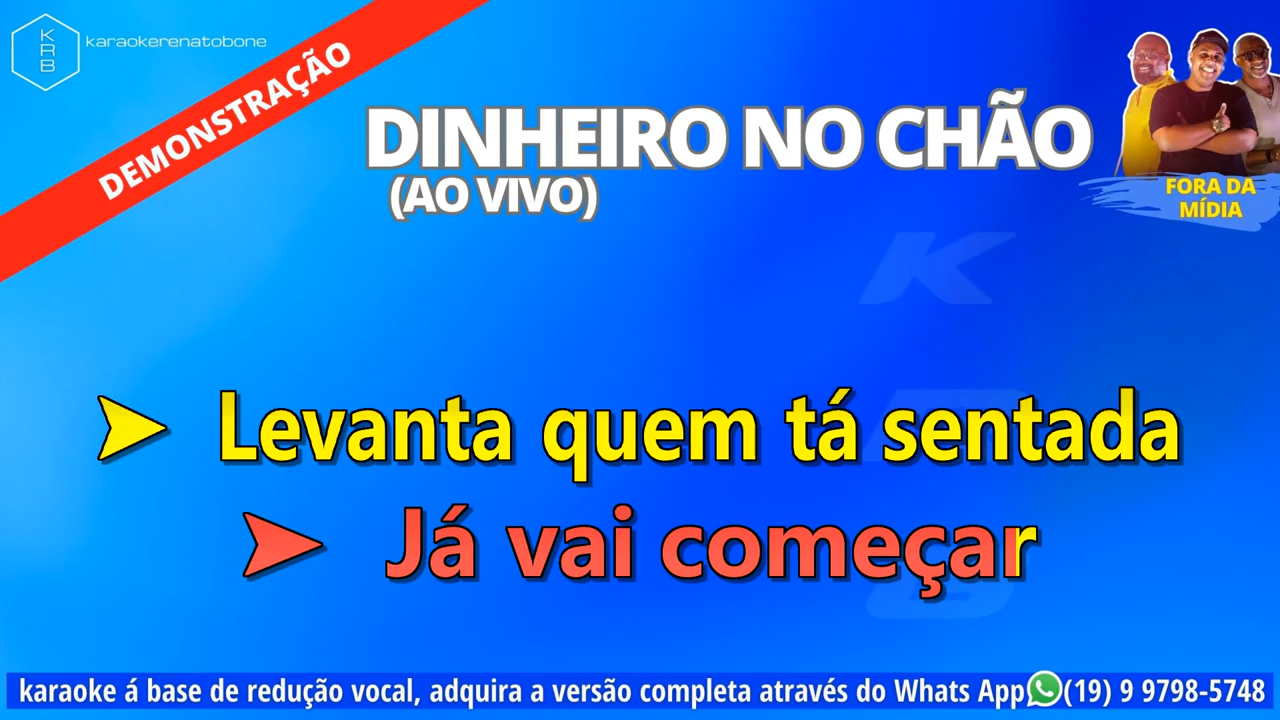 KRB
karaokerenatobone
DEMONSTRAÇÃO
DINHEIRO NO CHÃO
(AO VIVO)
FORA DA
MÍDIA
K
R
B
➤ Levanta quem tá sentada
➤ Já vai começar
karaoke á base de redução vocal, adquira a versão completa através do Whats App (19) 9 9798-5748